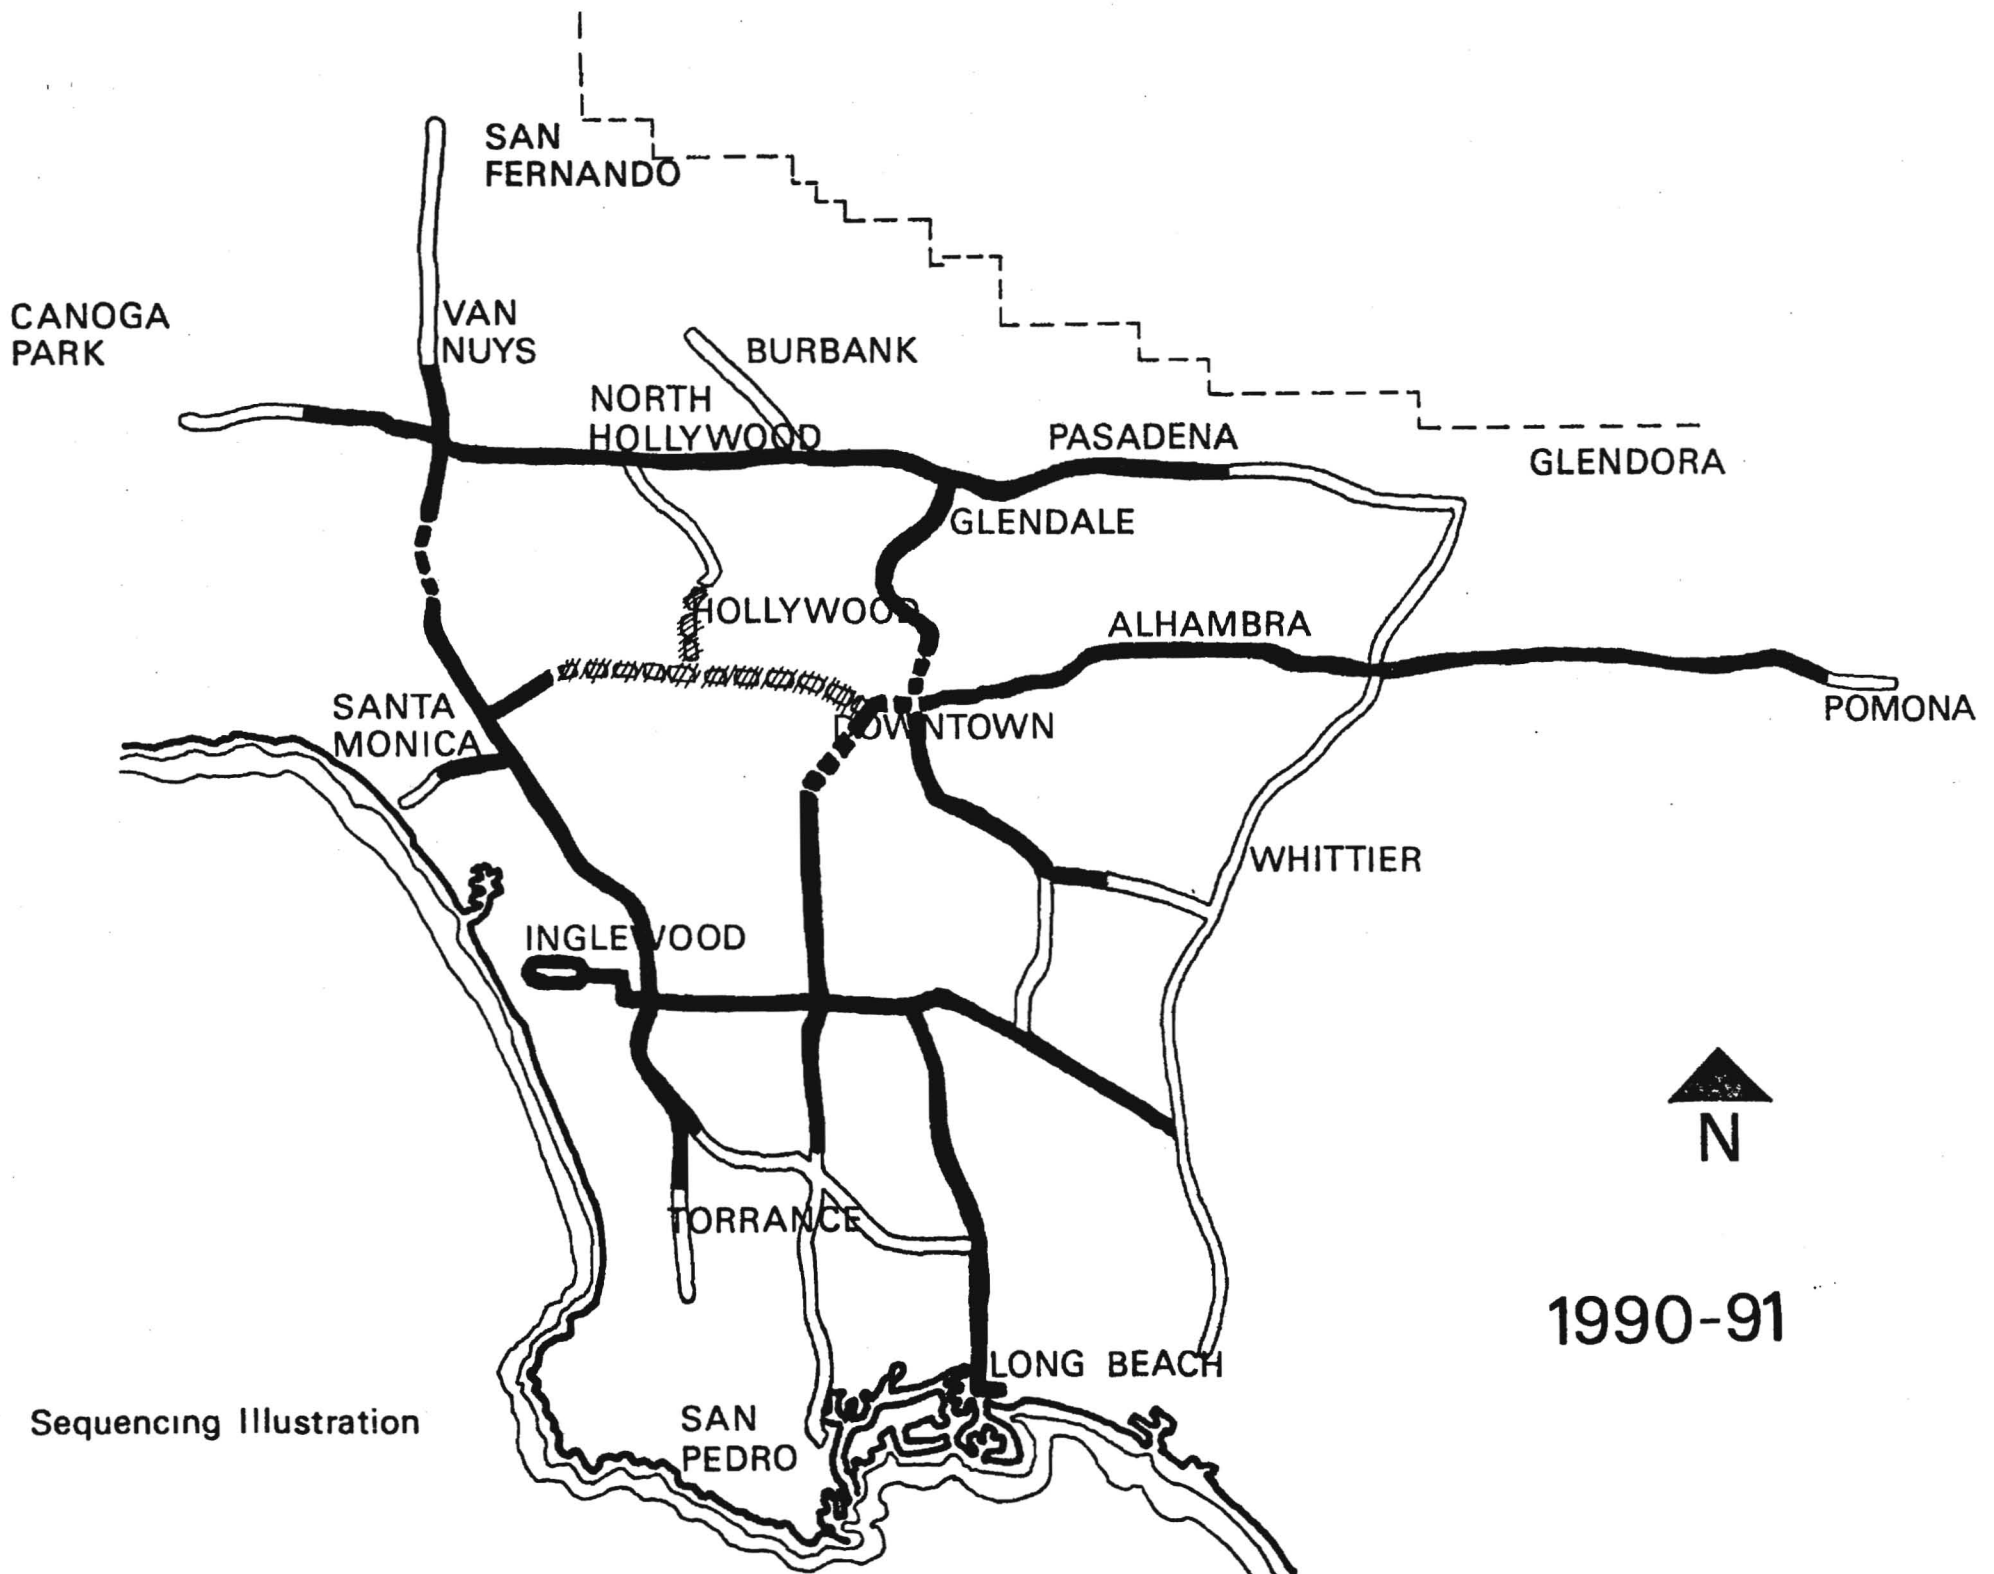 SAN
FERNANDO
CANOGA
PARK
VAN
NUYS
BURBANK
NORTH
HOLLYWOOD
PASADENA
GLENDORA
GLENDALE
HOLLYWOOD
ALHAMBRA
SANTA
MONICA
DOWNTOWN
POMONA
WHITTIER
INGLEWOOD
N
TORRANCE
1990-91
LONG BEACH
Sequencing Illustration
SAN
PEDRO